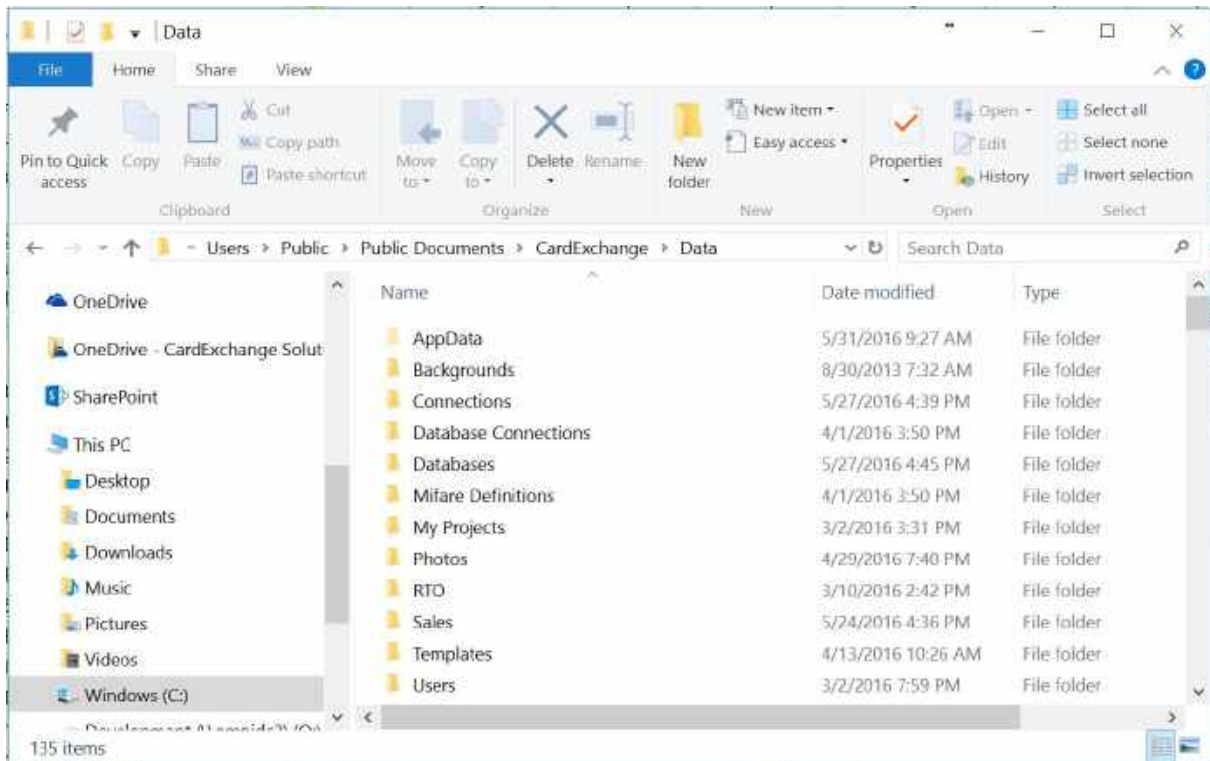 Data
File Home Share View
Pin to Quick access
Copy
Paste
Cut
Copy path
Paste shortcut
Clipboard
Move to
Copy to
Delete
Rename
Organize
New folder
New item
Easy access
New
Properties
Open
Edit
History
Open
Select all
Select none
Invert selection
Select
Users > Public > Public Documents > CardExchange > Data
Search Data
OneDrive
OneDrive - CardExchange Solut
SharePoint
This PC
Desktop
Documents
Downloads
Music
Pictures
Videos
Windows (C:)
Name Date modified Type
AppData 5/31/2016 9:27 AM File folder
Backgrounds 8/30/2013 7:32 AM File folder
Connections 5/27/2016 4:39 PM File folder
Database Connections 4/1/2016 3:50 PM File folder
Databases 5/27/2016 4:45 PM File folder
Mifare Definitions 4/1/2016 3:50 PM File folder
My Projects 3/2/2016 3:31 PM File folder
Photos 4/29/2016 7:40 PM File folder
RTO 3/10/2016 2:42 PM File folder
Sales 5/24/2016 4:36 PM File folder
Templates 4/13/2016 10:26 AM File folder
Users 3/2/2016 7:59 PM File folder
135 items